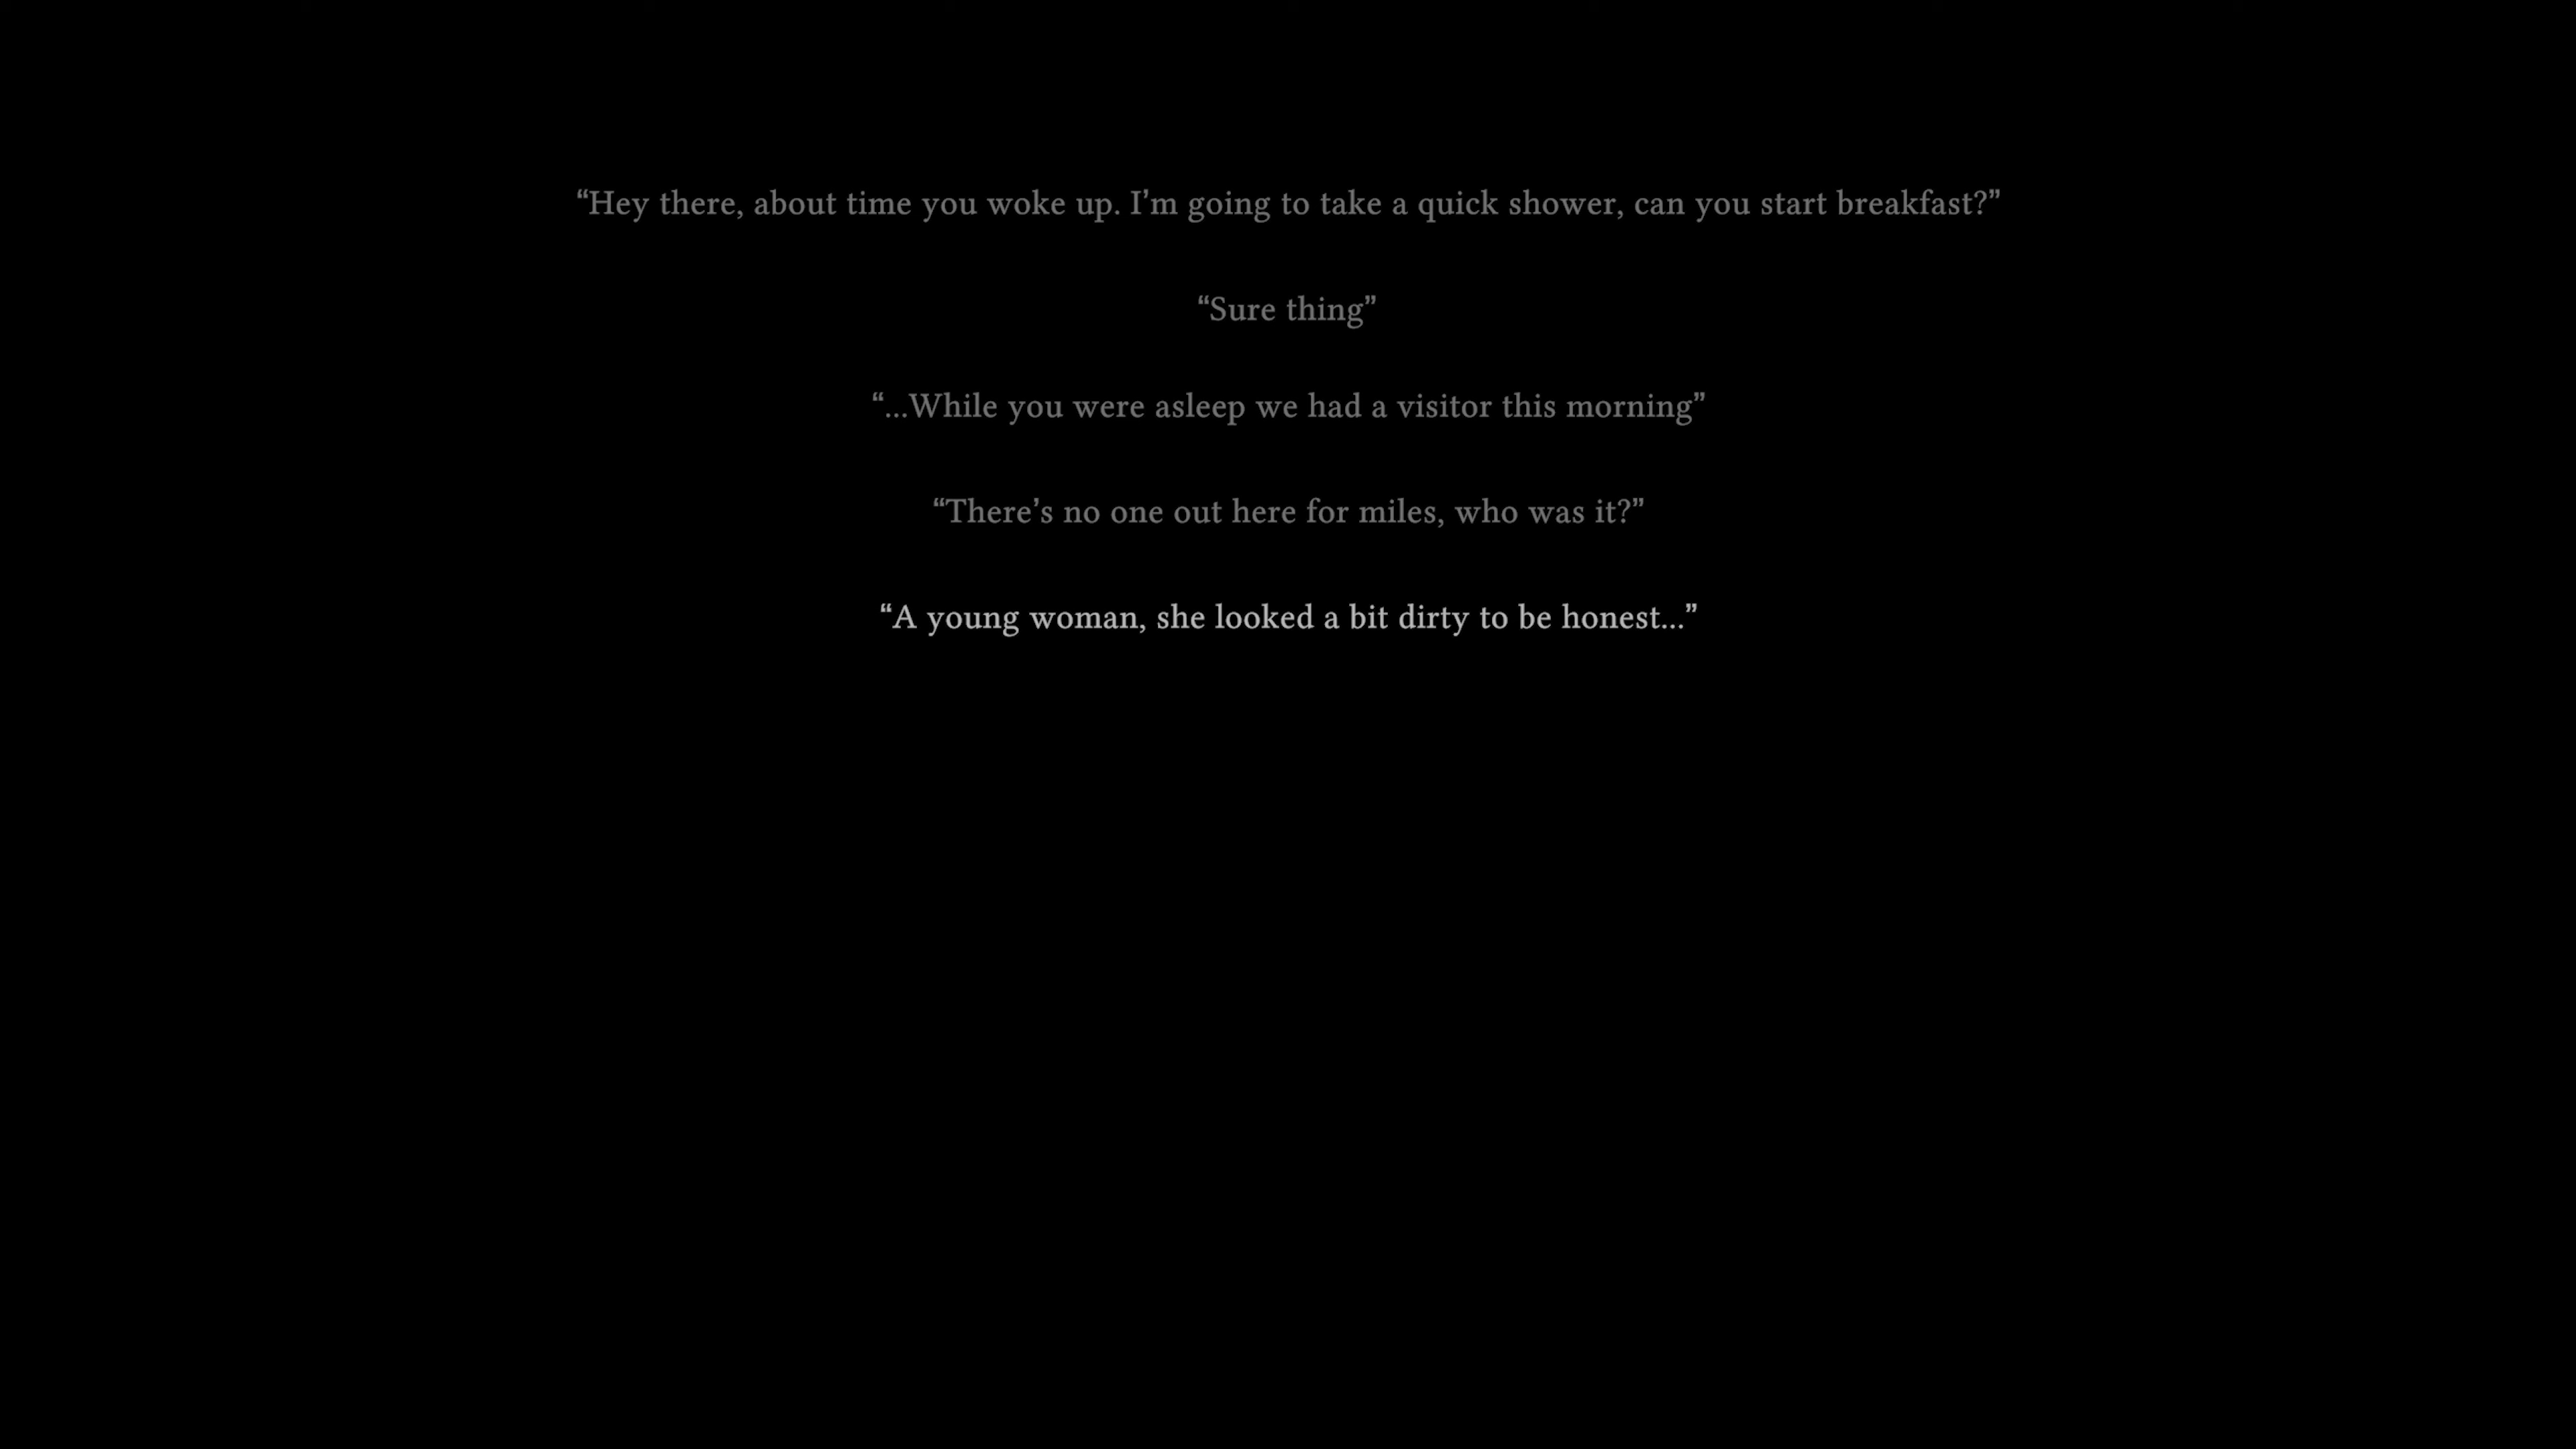 “Hey there, about time you woke up. I’m going to take a quick shower, can you start breakfast?”
“Sure thing”
“...While you were asleep we had a visitor this morning”
“There’s no one out here for miles, who was it?”
“A young woman, she looked a bit dirty to be honest...”